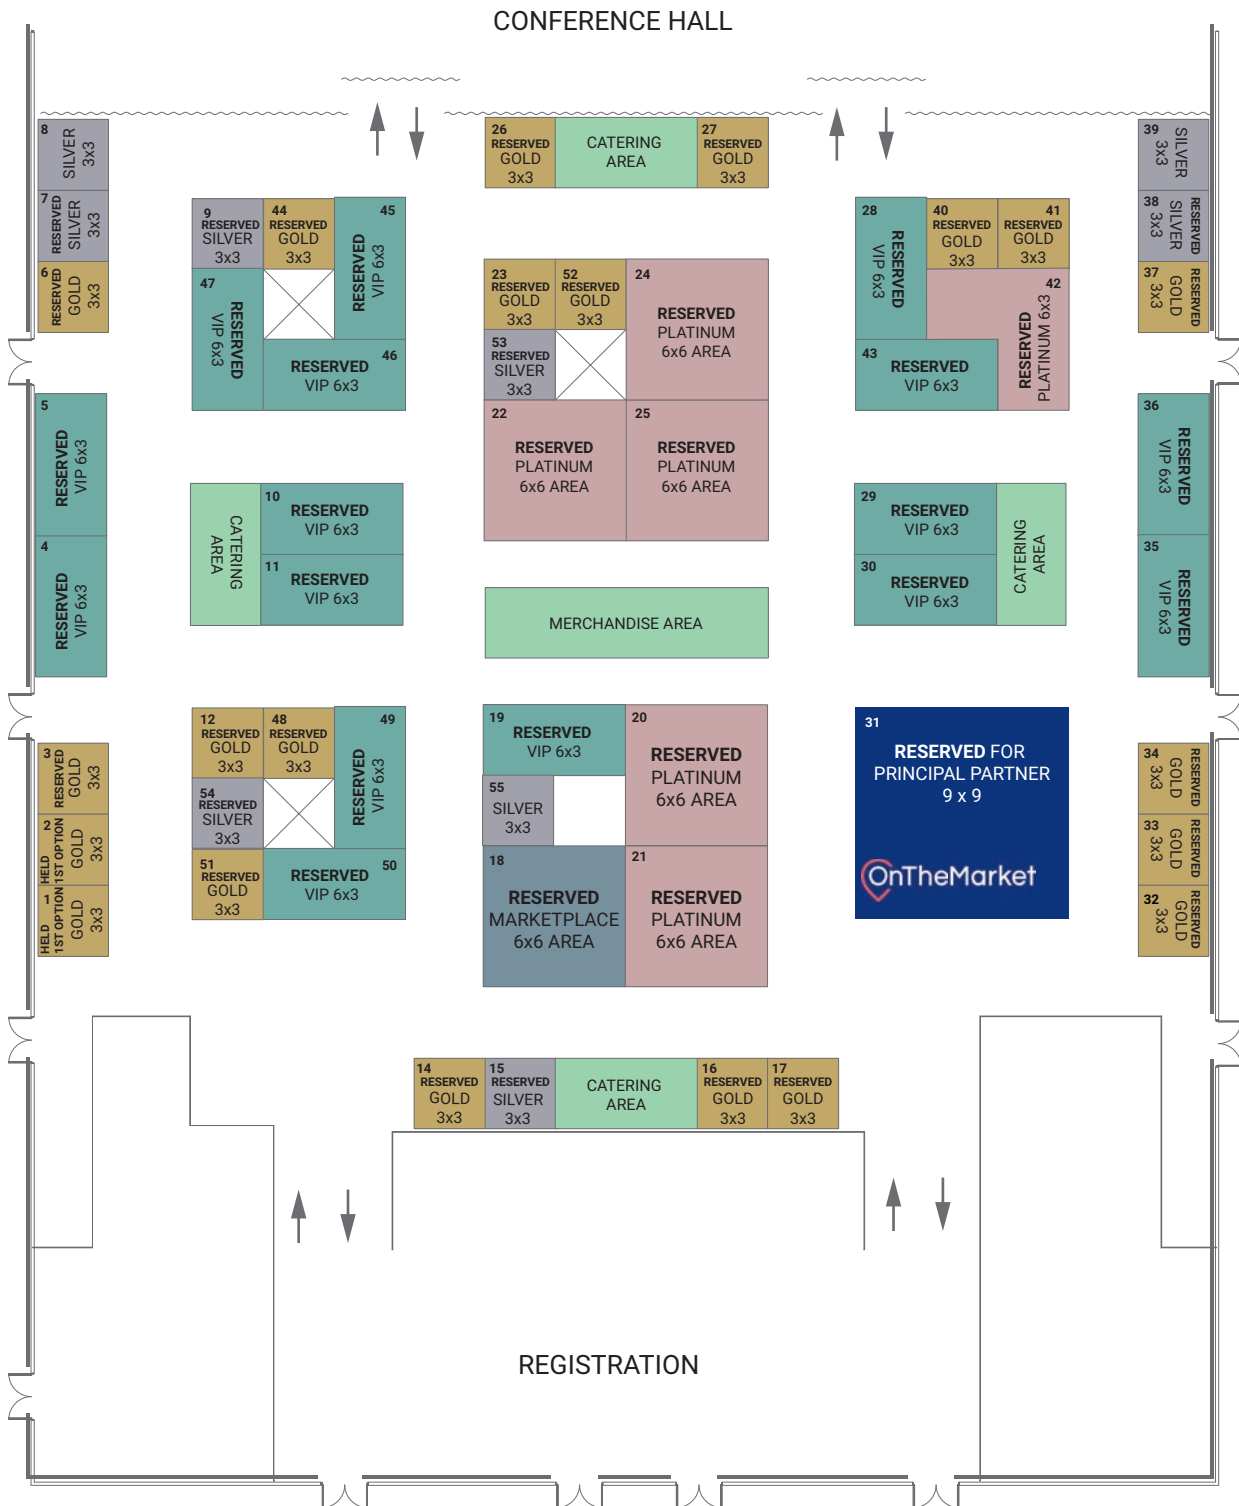 CONFERENCE HALL
8
SILVER
3x3
7
RESERVED
SILVER
3x3
6
RESERVED
GOLD
3x3
9
RESERVED
SILVER
3x3
44
RESERVED
GOLD
3x3
45
RESERVED
VIP 6x3
47
RESERVED
VIP 6x3
46
RESERVED
VIP 6x3
26
RESERVED
GOLD
3x3
CATERING
AREA
27
RESERVED
GOLD
3x3
23
RESERVED
GOLD
3x3
52
RESERVED
GOLD
3x3
24
RESERVED
PLATINUM
6x6 AREA
53
RESERVED
SILVER
3x3
22
RESERVED
PLATINUM
6x6 AREA
25
RESERVED
PLATINUM
6x6 AREA
28
RESERVED
VIP 6x3
40
RESERVED
GOLD
3x3
41
RESERVED
GOLD
3x3
42
RESERVED
PLATINUM 6x3
43
RESERVED
VIP 6x3
39
SILVER
3x3
38
RESERVED
SILVER
3x3
37
RESERVED
GOLD
3x3
5
RESERVED
VIP 6x3
4
RESERVED
VIP 6x3
CATERING
AREA
10
RESERVED
VIP 6x3
11
RESERVED
VIP 6x3
MERCHANDISE AREA
29
RESERVED
VIP 6x3
30
RESERVED
VIP 6x3
CATERING
AREA
36
RESERVED
VIP 6x3
35
RESERVED
VIP 6x3
3
RESERVED
GOLD
3x3
2
HELD
1ST OPTION
GOLD
3x3
1
HELD
1ST OPTION
GOLD
3x3
12
RESERVED
GOLD
3x3
48
RESERVED
GOLD
3x3
49
RESERVED
VIP 6x3
54
RESERVED
SILVER
3x3
51
RESERVED
GOLD
3x3
50
RESERVED
VIP 6x3
19
RESERVED
VIP 6x3
20
RESERVED
PLATINUM
6x6 AREA
55
SILVER
3x3
18
RESERVED
MARKETPLACE
6x6 AREA
21
RESERVED
PLATINUM
6x6 AREA
31
RESERVED FOR
PRINCIPAL PARTNER
9 x 9
OnTheMarket
34
RESERVED
GOLD
3x3
33
RESERVED
GOLD
3x3
32
RESERVED
GOLD
3x3
14
RESERVED
GOLD
3x3
15
RESERVED
SILVER
3x3
CATERING
AREA
16
RESERVED
GOLD
3x3
17
RESERVED
GOLD
3x3
REGISTRATION